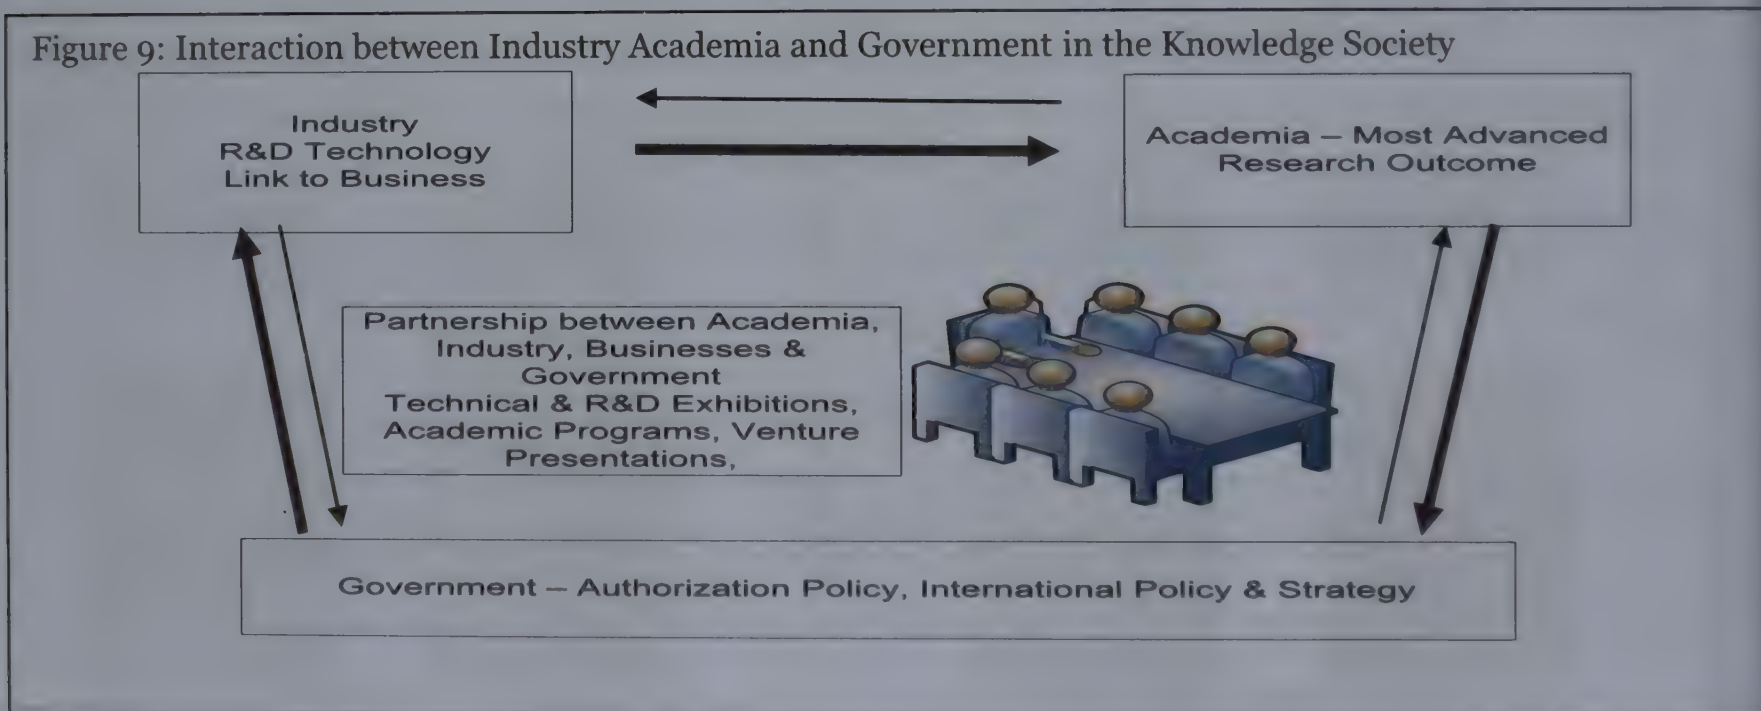 Figure 9: Interaction between Industry Academia and Government in the Knowledge Society
Industry
R&D Technology
Link to Business
Academia – Most Advanced
Research Outcome
Partnership between Academia,
Industry, Businesses &
Government
Technical & R&D Exhibitions,
Academic Programs, Venture
Presentations,
Government – Authorization Policy, International Policy & Strategy